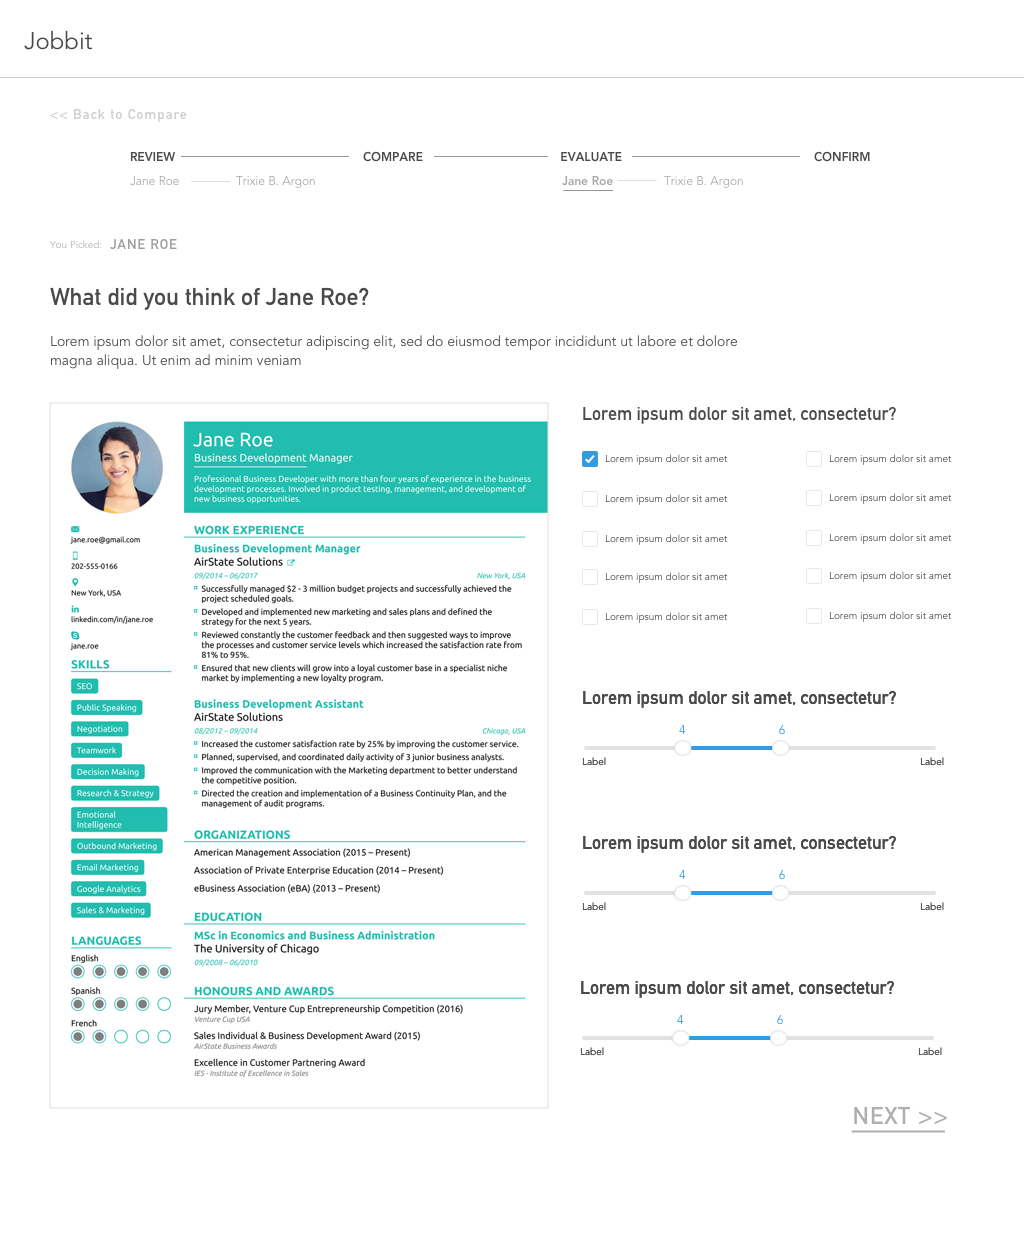 Jobbit
<< Back to Compare
REVIEW COMPARE EVALUATE CONFIRM
Jane Roe Trixie B. Argon Jane Roe Trixie B. Argon
You Picked: JANE ROE
What did you think of Jane Roe?
Lorem ipsum dolor sit amet, consectetur adipiscing elit, sed do eiusmod tempor incididunt ut labore et dolore
magna aliqua. Ut enim ad minim veniam
Jane Roe
Business Development Manager
Professional Business Developer with more than four years of experience in the business
development processes. Involved in product testing, management, and development of
new business opportunities.
jane.roe@gmail.com
202-555-0166
New York, USA
linkedin.com/in/jane.roe
jane.roe
SKILLS
SEO
Public Speaking
Negotiation
Teamwork
Decision Making
Research & Strategy
Emotional
Intelligence
Outbound Marketing
Email Marketing
Google Analytics
Sales & Marketing
LANGUAGES
English
Spanish
French
WORK EXPERIENCE
Business Development Manager
AirState Solutions
09/2014 – 06/2017 New York, USA
Successfully managed $2 - 3 million budget projects and successfully achieved the
project scheduled goals.
Developed and implemented new marketing and sales plans and defined the
strategy for the next 5 years.
Reviewed constantly the customer feedback and then suggested ways to improve
the processes and customer service levels which increased the satisfaction rate from
81% to 95%.
Ensured that new clients will grow into a loyal customer base in a specialist niche
market by implementing a new loyalty program.
Business Development Assistant
AirState Solutions
08/2012 – 09/2014 Chicago, USA
Increased the customer satisfaction rate by 25% by improving the customer service.
Planned, supervised, and coordinated daily activity of 3 junior business analysts.
Improved the communication with the Marketing department to better understand
the competitive position.
Directed the creation and implementation of a Business Continuity Plan, and the
management of audit programs.
ORGANIZATIONS
American Management Association (2015 – Present)
Association of Private Enterprise Education (2014 – Present)
eBusiness Association (eBA) (2013 – Present)
EDUCATION
MSc in Economics and Business Administration
The University of Chicago
09/2008 – 06/2010
HONOURS AND AWARDS
Jury Member, Venture Cup Entrepreneurship Competition (2016)
Venture Cup USA
Sales Individual & Business Development Award (2015)
AirState Business Awards
Excellence in Customer Partnering Award
IES - Institute of Excellence in Sales
Lorem ipsum dolor sit amet, consectetur?
Lorem ipsum dolor sit amet Lorem ipsum dolor sit amet
Lorem ipsum dolor sit amet Lorem ipsum dolor sit amet
Lorem ipsum dolor sit amet Lorem ipsum dolor sit amet
Lorem ipsum dolor sit amet Lorem ipsum dolor sit amet
Lorem ipsum dolor sit amet Lorem ipsum dolor sit amet
Lorem ipsum dolor sit amet, consectetur?
4 6
Label Label
Lorem ipsum dolor sit amet, consectetur?
4 6
Label Label
Lorem ipsum dolor sit amet, consectetur?
4 6
Label Label
NEXT >>